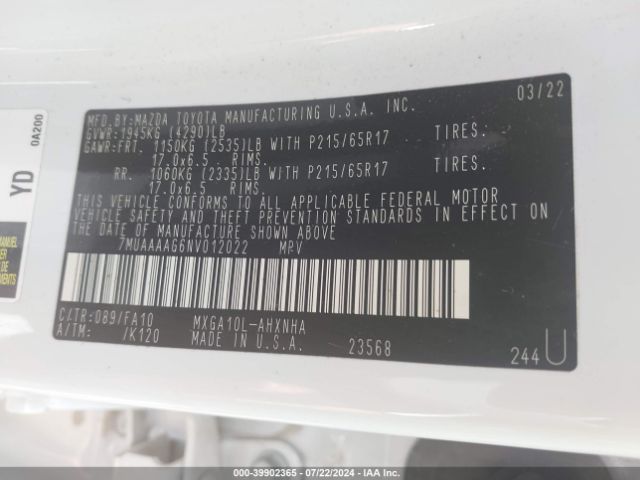 MFD.BY:MAZDA TOYOTA MANUFACTURING U.S.A. INC. 03/22
GVWR:1945KG (4290)LB
GAWR:FRT. 1150KG (2535)LB WITH P215/65R17 TIRES.
17.0x6.5 RIMS.
RR. 1060KG (2335)LB WITH P215/65R17 TIRES.
17.0x6.5 RIMS.
THIS VEHICLE CONFORMS TO ALL APPLICABLE FEDERAL MOTOR
VEHICLE SAFETY AND THEFT PREVENTION STANDARDS IN EFFECT ON
THE DATE OF MANUFACTURE SHOWN ABOVE.
7MUAAAAG6NV012022 MPV
C/TR:089/FA10 MXGA10L-AHXNHA
A/TM: /K120 MADE IN U.S.A. 23568
244U
0A200
YD
MANUEL
DE
000-39902365 - 07/22/2024 - IAA Inc.